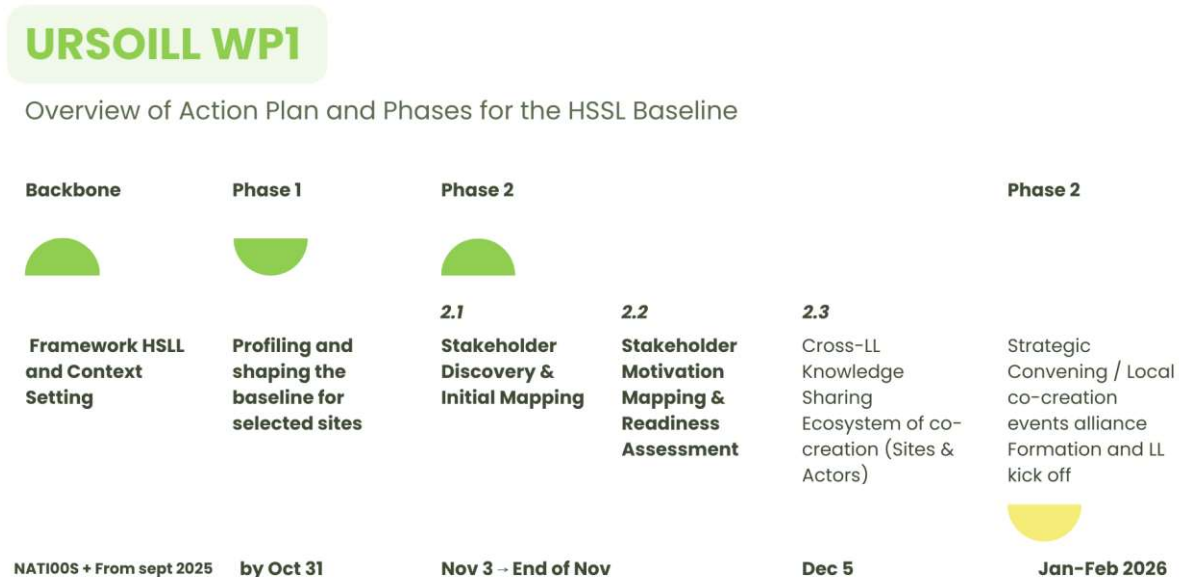 URSOILL WP1
Overview of Action Plan and Phases for the HSSL Baseline
Backbone
Phase 1
Phase 2
Phase 2
Framework HSLL
and Context
Setting
Profiling and
shaping the
baseline for
selected sites
2.1
Stakeholder
Discovery &
Initial Mapping
2.2
Stakeholder
Motivation
Mapping &
Readiness
Assessment
2.3
Cross-LL
Knowledge
Sharing
Ecosystem of co-
creation (Sites &
Actors)
Strategic
Convening / Local
co-creation
events alliance
Formation and LL
kick off
NATI00S + From sept 2025
by Oct 31
Nov 3 → End of Nov
Dec 5
Jan-Feb 2026